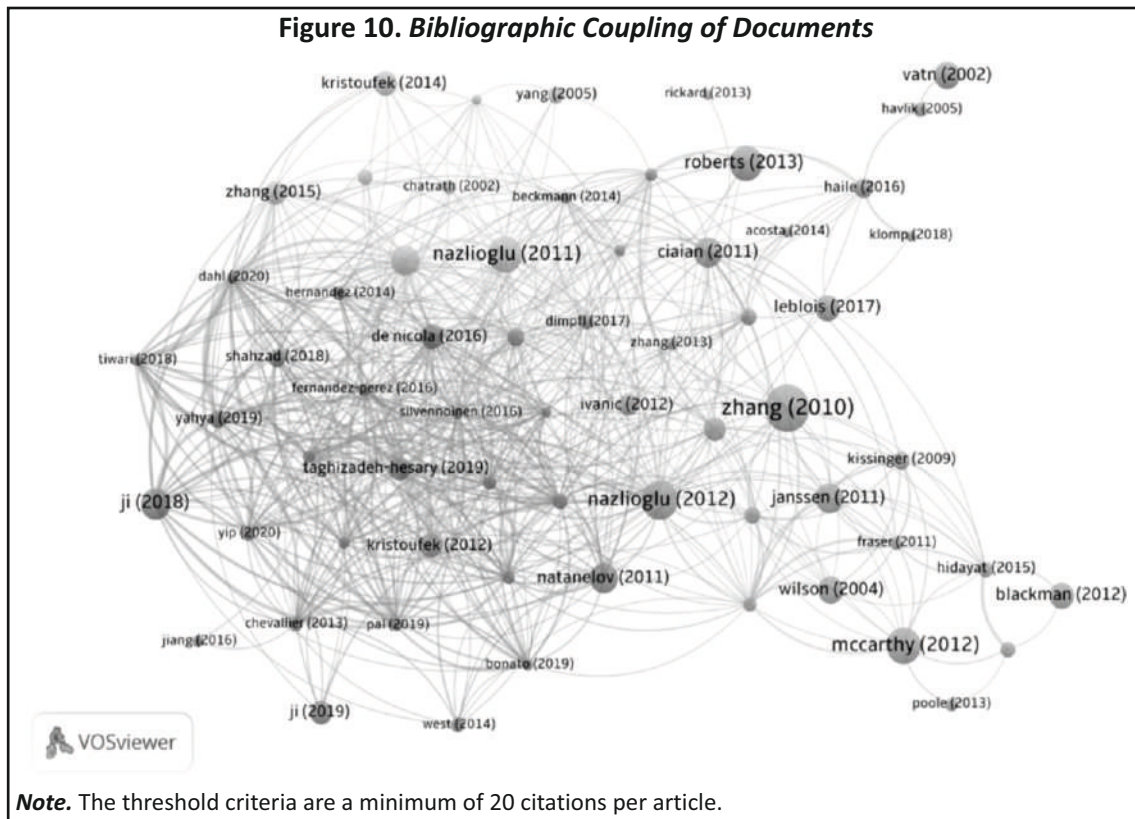 Figure 10. Bibliographic Coupling of Documents
kristoufek (2014)
yang (2005)
rickard (2013)
vatn (2002)
havlik (2005)
roberts (2013)
zhang (2015)
chatrath (2002)
beckmann (2014)
haile (2016)
acosta (2014)
klomp (2018)
nazlioglu (2011)
ciaian (2011)
dahl (2020)
hernandez (2014)
leblois (2017)
de nicola (2016)
dimpfl (2017)
zhang (2013)
tiwari (2018)
shahzad (2018)
fernandez-perez (2016)
silvennoinen (2016)
ivanic (2012)
zhang (2010)
yahya (2019)
taghizadeh-hesary (2019)
kissinger (2009)
ji (2018)
nazlioglu (2012)
janssen (2011)
yip (2020)
kristoufek (2012)
fraser (2011)
natanelov (2011)
wilson (2004)
hidayat (2015)
blackman (2012)
chevallier (2013)
pal (2019)
jiang (2016)
mccarthy (2012)
bonato (2019)
ji (2019)
west (2014)
poole (2013)
VOSviewer
Note. The threshold criteria are a minimum of 20 citations per article.